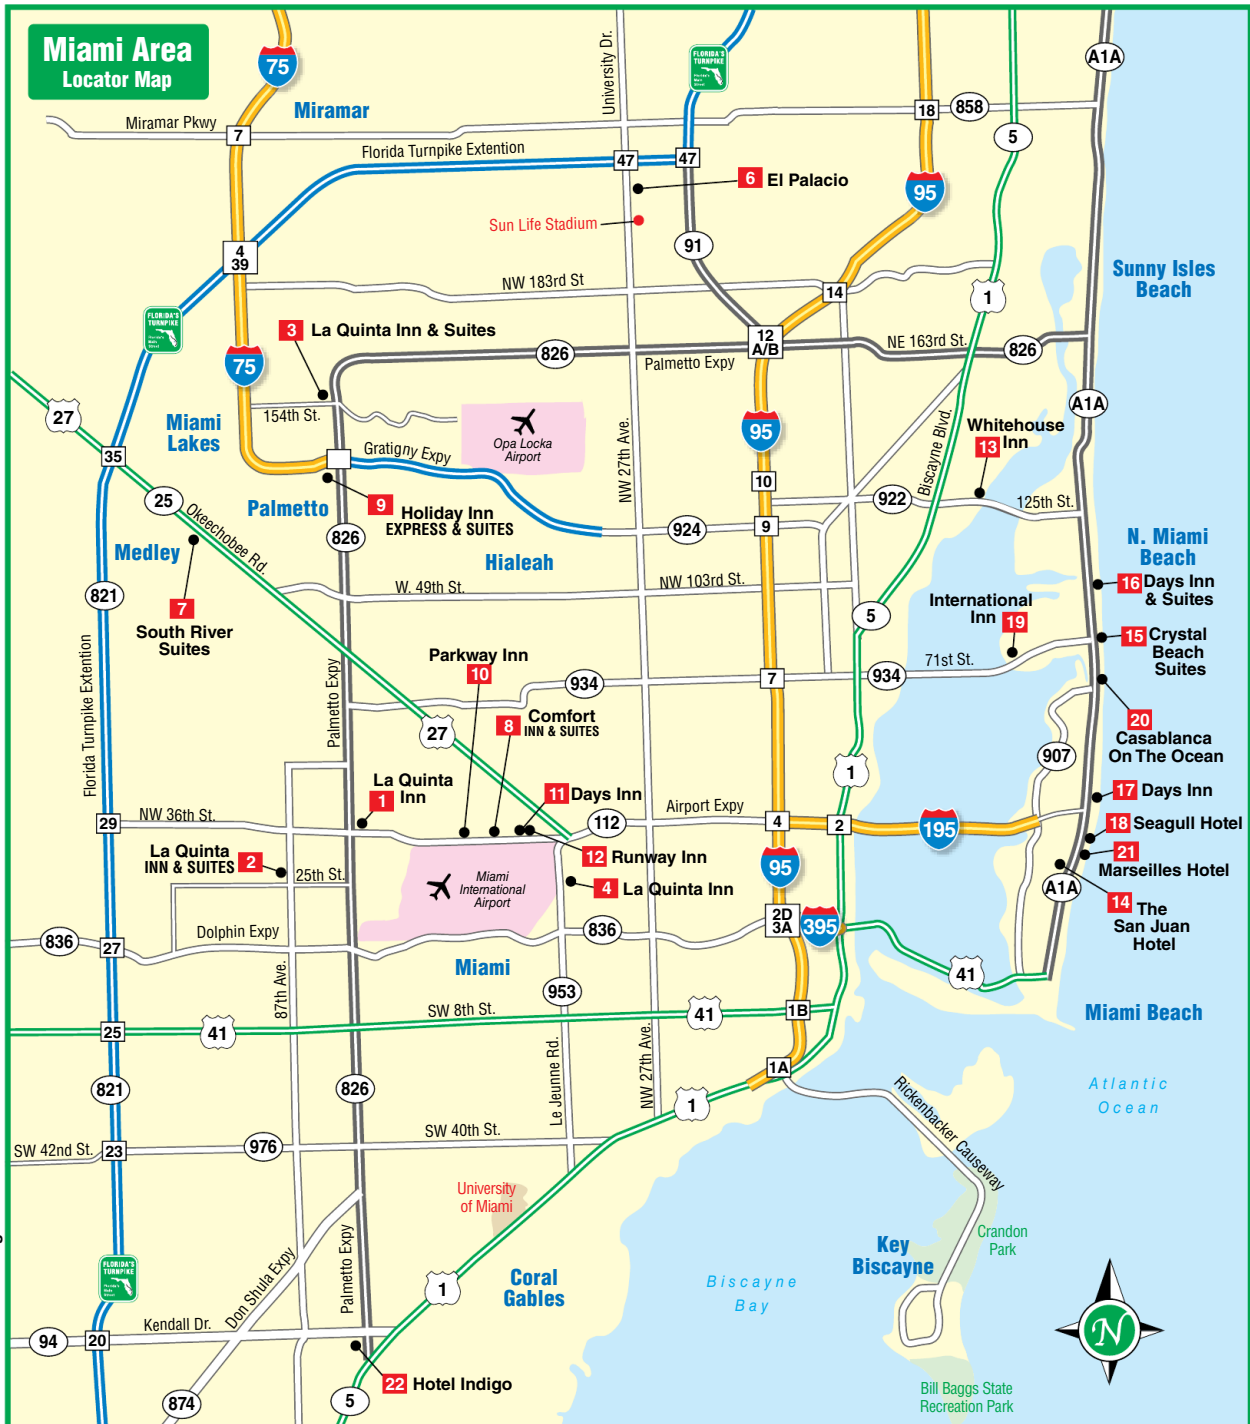 Miami Area
Locator Map
75
Miramar
Miramar Pkwy
7
University Dr.
FLORIDA'S
TURNPIKE
A1A
18
858
5
Florida Turnpike Extention
47
47
6 El Palacio
95
Sun Life Stadium
91
4
39
NW 183rd St
14
1
Sunny Isles
Beach
FLORIDA'S
TURNPIKE
3 La Quinta Inn & Suites
12
A/B
826
Palmetto Expy
NE 163rd St.
826
75
27
Miami
Lakes
154th St.
Opa Locka
Airport
NW 27th Ave.
95
A1A
Biscayne Blvd.
Whitehouse
13 Inn
35
Gratigny Expy
10
25
Okeechobee Rd.
Palmetto
9 Holiday Inn
EXPRESS & SUITES
826
922
125th St.
924
9
Medley
Hialeah
N. Miami
Beach
821
7
South River
Suites
W. 49th St.
NW 103rd St.
5
International
Inn 19
16 Days Inn
& Suites
15 Crystal
Beach
Suites
Florida Turnpike Extention
Palmetto Expy
Parkway Inn
10
934
7
934
71st St.
27
8 Comfort
INN & SUITES
20
Casablanca
On The Ocean
907
1
La Quinta
1 Inn
11 Days Inn
17 Days Inn
29
NW 36th St.
112
Airport Expy
4
2
195
18 Seagull Hotel
La Quinta
INN & SUITES 2
25th St.
12 Runway Inn
95
21
Marseilles Hotel
Miami
International
Airport
4 La Quinta Inn
A1A
14 The
San Juan
Hotel
2D
3A
395
836
27
Dolphin Expy
836
Miami
41
87th Ave.
953
SW 8th St.
41
1B
Miami Beach
25
41
Le Jeunne Rd.
NW 27th Ave.
1A
821
826
1
Rickenbacker Causeway
Atlantic
Ocean
SW 42nd St.
23
976
SW 40th St.
University
of Miami
Crandon
Park
Key
Biscayne
FLORIDA'S
TURNPIKE
Don Shula Expy
Palmetto Expy
1
Coral
Gables
Biscayne
Bay
N
94
20
Kendall Dr.
22 Hotel Indigo
874
5
Bill Baggs State
Recreation Park